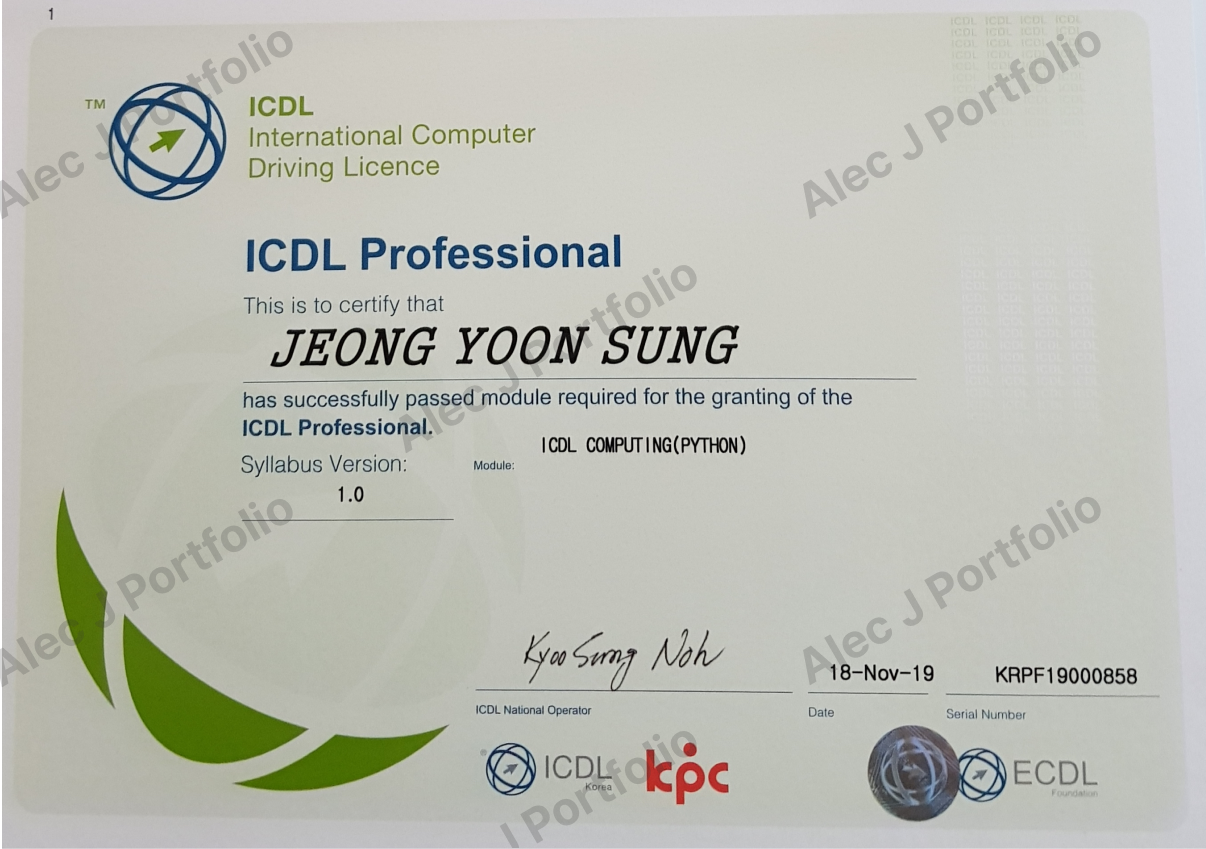 1
TM
ICDL
International Computer
Driving Licence
ICDL Professional
This is to certify that
JEONG YOON SUNG
has successfully passed module required for the granting of the
ICDL Professional.
ICDL COMPUTING(PYTHON)
Syllabus Version:
Module:
1.0
Kyoo Sung Noh
18-Nov-19
KRPF19000858
ICDL National Operator
Date
Serial Number
ICDL
Korea
kpc
ECDL
Foundation
Alec J Portfolio
Alec J Portfolio
Alec J Portfolio
Alec J Portfolio
Alec J Portfolio
J Portfolio